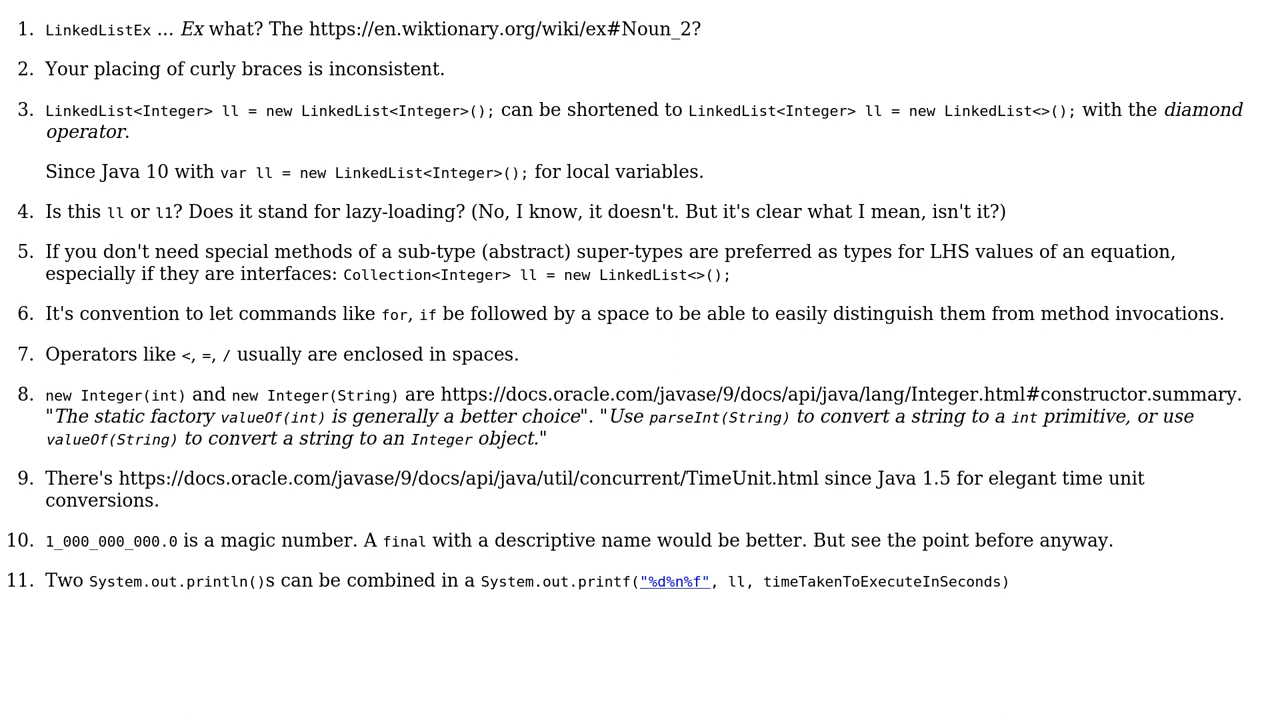 1. LinkedListEx ... Ex what? The https://en.wiktionary.org/wiki/ex#Noun_2?
2. Your placing of curly braces is inconsistent.
3. LinkedList<Integer> ll = new LinkedList<Integer>(); can be shortened to LinkedList<Integer> ll = new LinkedList<>(); with the diamond
operator.
Since Java 10 with var ll = new LinkedList<Integer>(); for local variables.
4. Is this ll or l1? Does it stand for lazy-loading? (No, I know, it doesn't. But it's clear what I mean, isn't it?)
5. If you don't need special methods of a sub-type (abstract) super-types are preferred as types for LHS values of an equation,
especially if they are interfaces: Collection<Integer> ll = new LinkedList<>();
6. It's convention to let commands like for, if be followed by a space to be able to easily distinguish them from method invocations.
7. Operators like <, =, / usually are enclosed in spaces.
8. new Integer(int) and new Integer(String) are https://docs.oracle.com/javase/9/docs/api/java/lang/Integer.html#constructor.summary.
"The static factory valueOf(int) is generally a better choice". "Use parseInt(String) to convert a string to a int primitive, or use
valueOf(String) to convert a string to an Integer object."
9. There's https://docs.oracle.com/javase/9/docs/api/java/util/concurrent/TimeUnit.html since Java 1.5 for elegant time unit
conversions.
10. 1_000_000_000.0 is a magic number. A final with a descriptive name would be better. But see the point before anyway.
11. Two System.out.println()s can be combined in a System.out.printf("%d%n%f", ll, timeTakenToExecuteInSeconds)